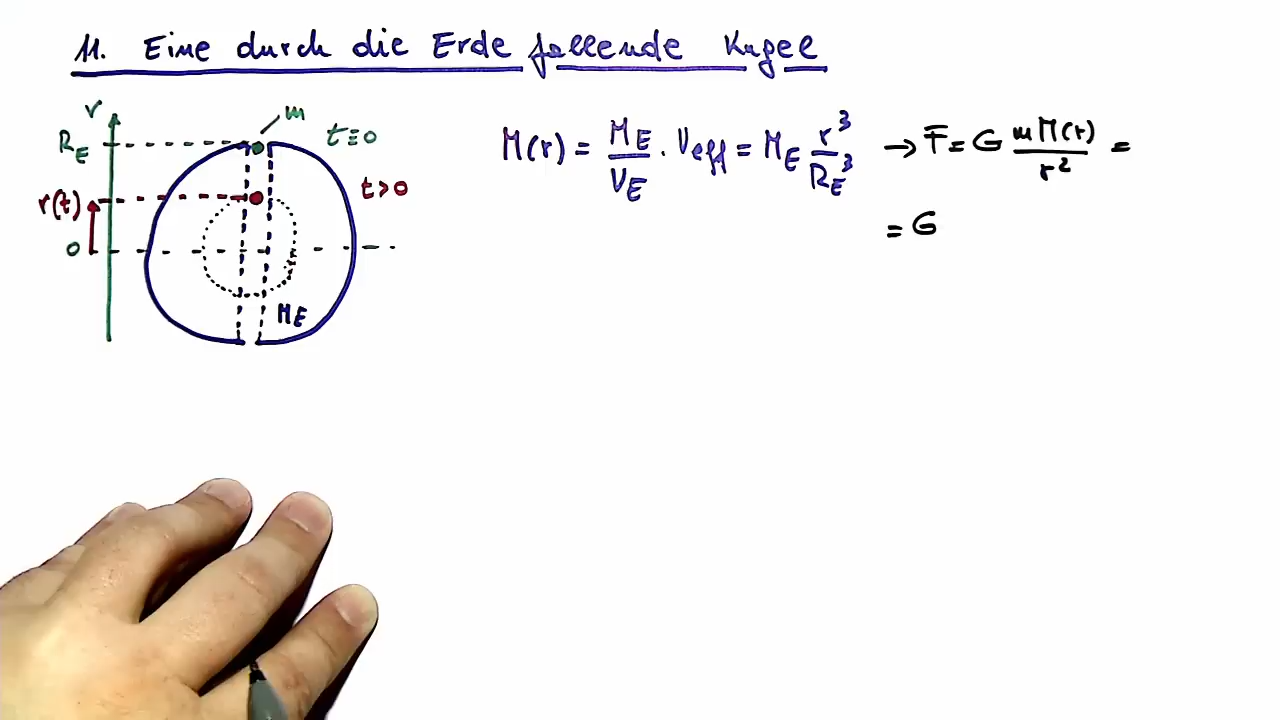 11. Eine durch die Erde fallende Kugel
r
m
R_E
t=0
M(r) = M_E/V_E · V_eff = M_E r³/R_E³ → F = G mM(r)/r² =
r(t)
t>0
= G
0
M_E